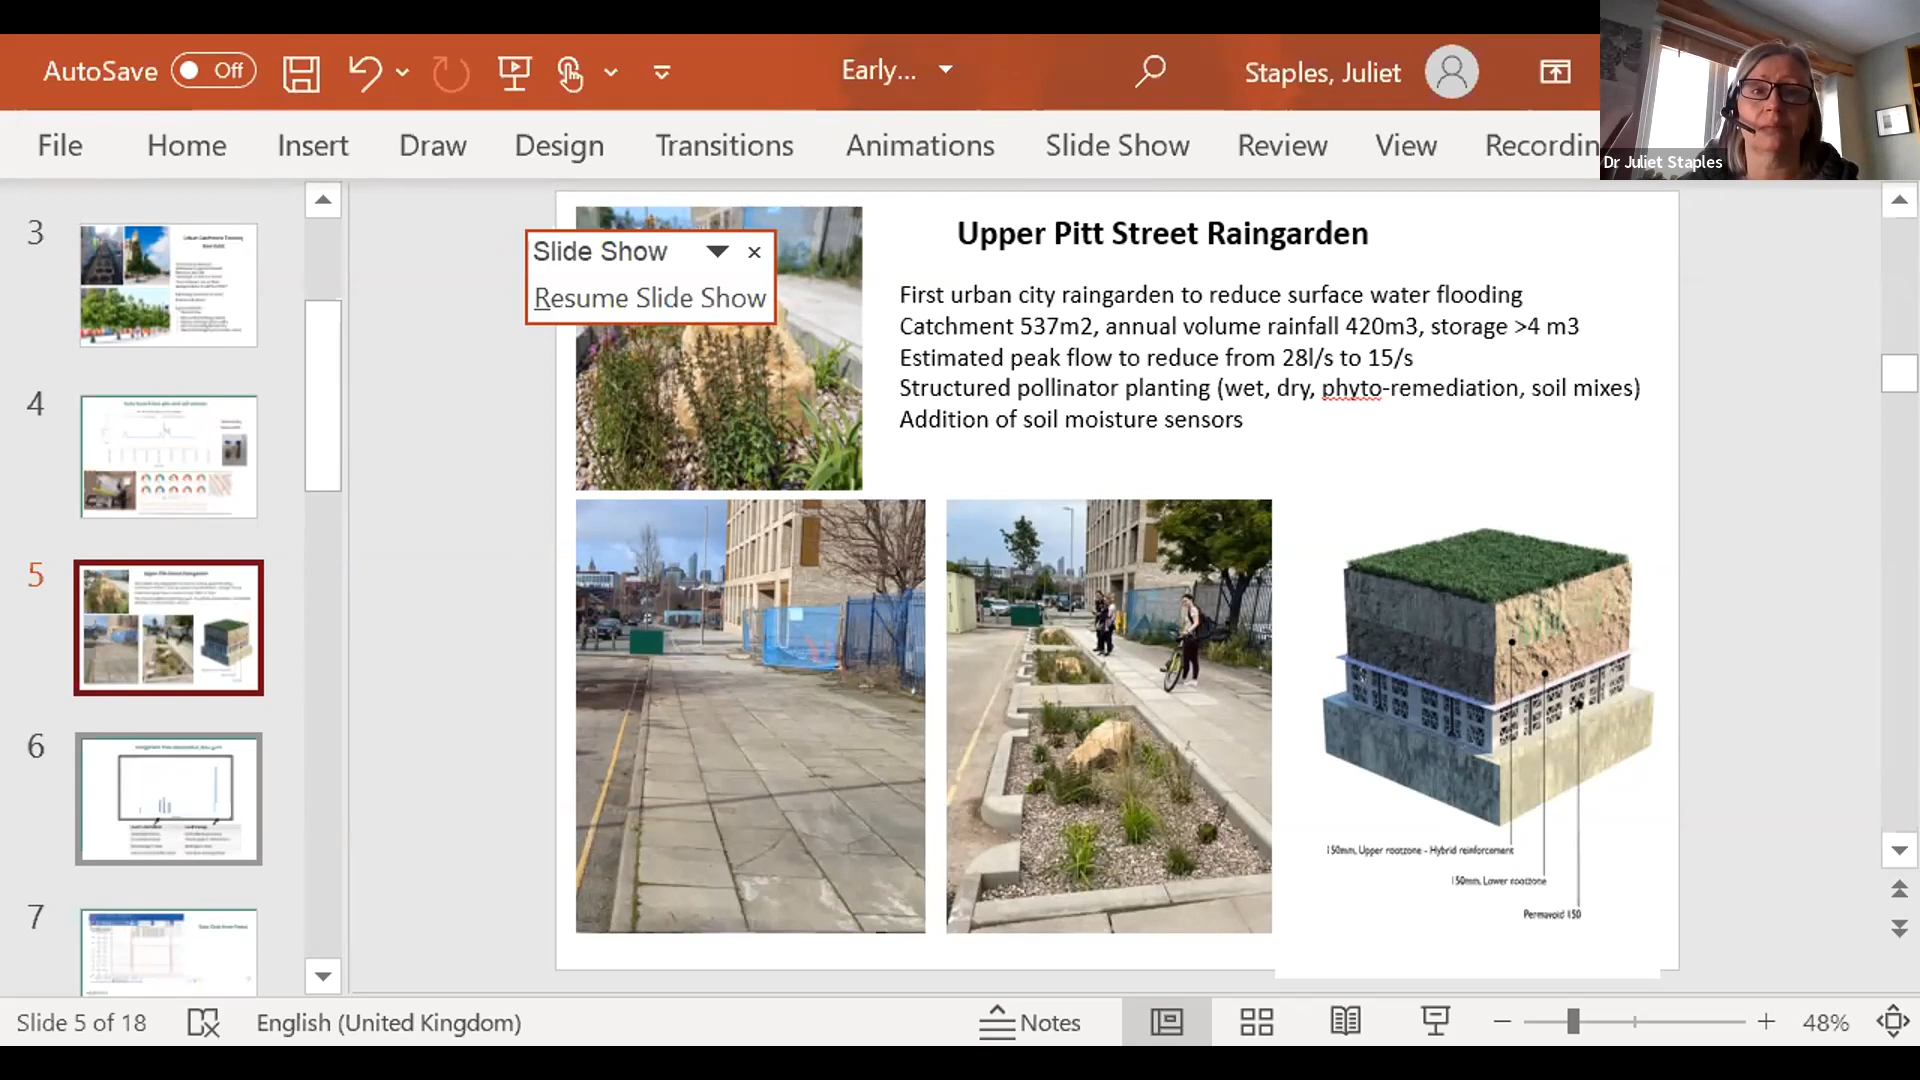 AutoSave Off
Early...
Staples, Juliet
File Home Insert Draw Design Transitions Animations Slide Show Review View Recordin
Dr Juliet Staples
3
4
5
6
7
Slide Show
Resume Slide Show
Upper Pitt Street Raingarden
First urban city raingarden to reduce surface water flooding
Catchment 537m2, annual volume rainfall 420m3, storage >4 m3
Estimated peak flow to reduce from 28l/s to 15/s
Structured pollinator planting (wet, dry, phyto-remediation, soil mixes)
Addition of soil moisture sensors
150mm, Upper rootzone - Hybrid reinforcement
150mm, Lower rootzone
Permavoid 150
Slide 5 of 18
English (United Kingdom)
Notes
48%